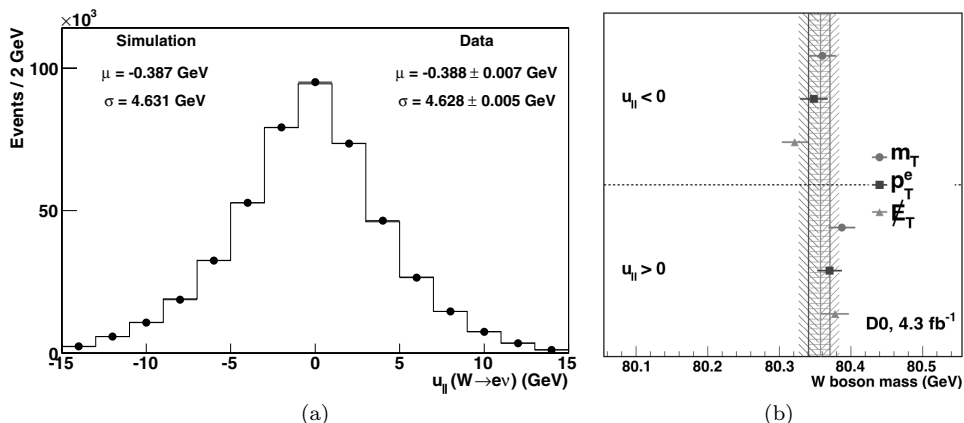 ×10³
Events / 2 GeV
Simulation
μ = -0.387 GeV
σ = 4.631 GeV
Data
μ = -0.388 ± 0.007 GeV
σ = 4.628 ± 0.005 GeV
100
50
0
-15 -10 -5 0 5 10 15
u_|| (W→eν) (GeV)
(a)
u_|| < 0
m_T
p_T^e
E̸_T
u_|| > 0
D0, 4.3 fb⁻¹
80.1 80.2 80.3 80.4 80.5
W boson mass (GeV)
(b)